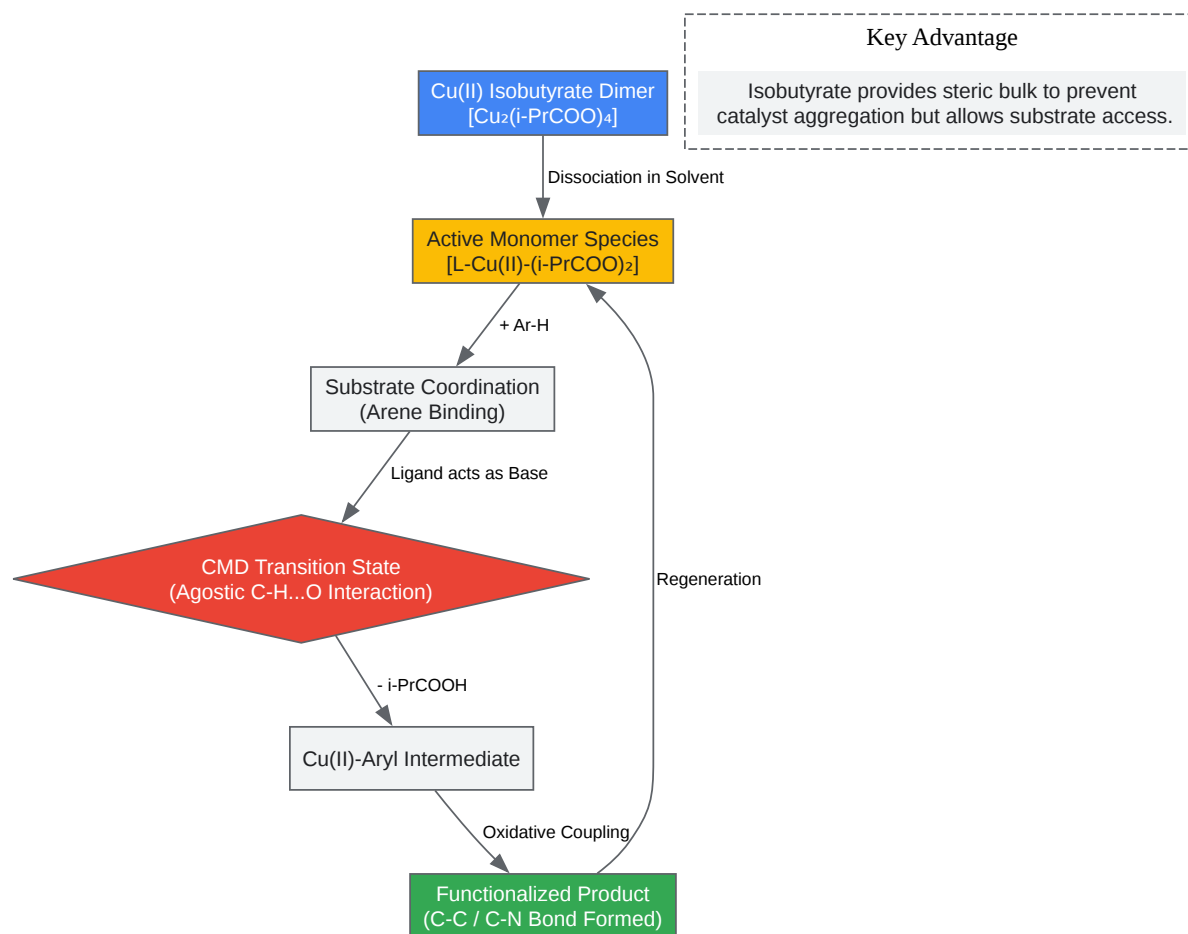 Key Advantage
Isobutyrate provides steric bulk to prevent
catalyst aggregation but allows substrate access.
Cu(II) Isobutyrate Dimer
[Cu₂(i-PrCOO)₄]
Dissociation in Solvent
Active Monomer Species
[L-Cu(II)-(i-PrCOO)₂]
+ Ar-H
Substrate Coordination
(Arene Binding)
Ligand acts as Base
CMD Transition State
(Agostic C-H...O Interaction)
Regeneration
- i-PrCOOH
Cu(II)-Aryl Intermediate
Oxidative Coupling
Functionalized Product
(C-C / C-N Bond Formed)